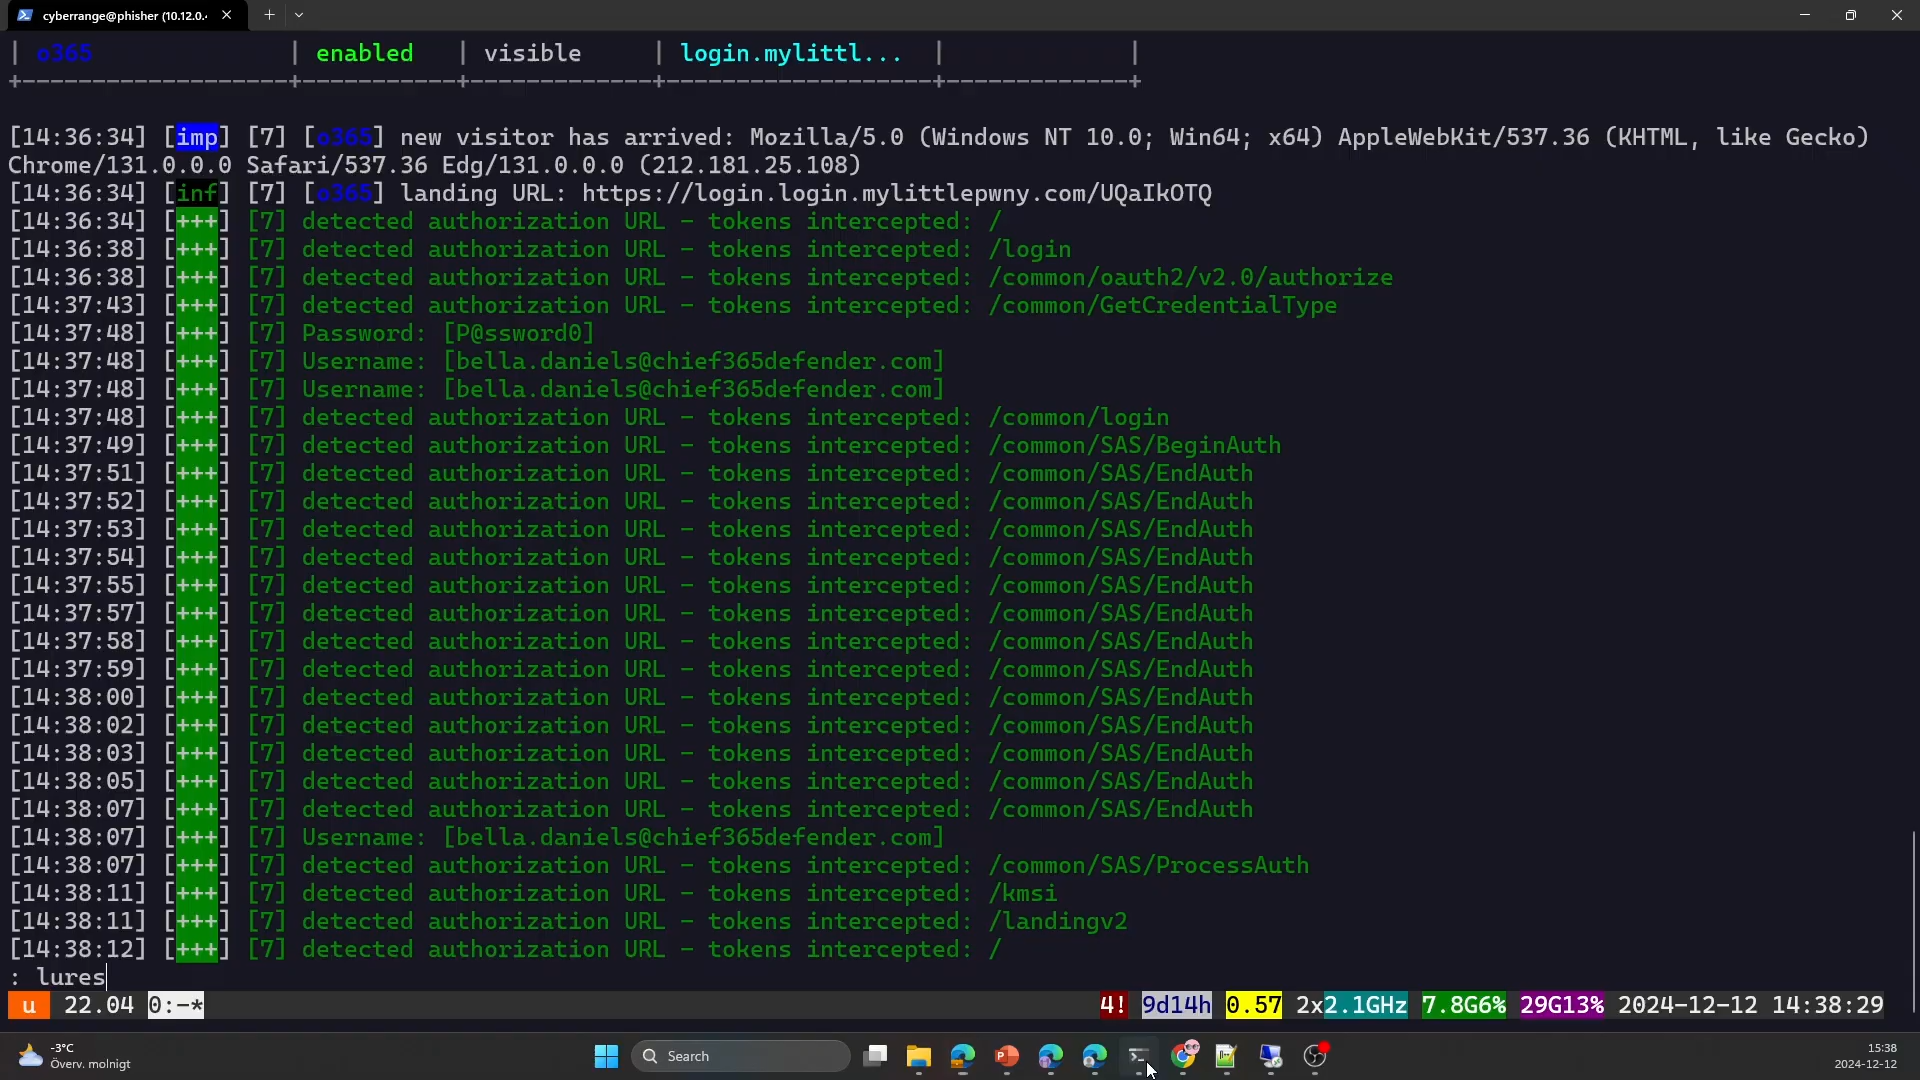 cyberrange@phisher (10.12.0.
| o365 | enabled | visible | login.mylittl... | |
[14:36:34] [imp] [7] [o365] new visitor has arrived: Mozilla/5.0 (Windows NT 10.0; Win64; x64) AppleWebKit/537.36 (KHTML, like Gecko)
Chrome/131.0.0.0 Safari/537.36 Edg/131.0.0.0 (212.181.25.108)
[14:36:34] [inf] [7] [o365] landing URL: https://login.login.mylittlepwny.com/UQaIkOTQ
[14:36:34] [+++] [7] detected authorization URL - tokens intercepted: /
[14:36:38] [+++] [7] detected authorization URL - tokens intercepted: /login
[14:36:38] [+++] [7] detected authorization URL - tokens intercepted: /common/oauth2/v2.0/authorize
[14:37:43] [+++] [7] detected authorization URL - tokens intercepted: /common/GetCredentialType
[14:37:48] [+++] [7] Password: [P@ssword0]
[14:37:48] [+++] [7] Username: [bella.daniels@chief365defender.com]
[14:37:48] [+++] [7] Username: [bella.daniels@chief365defender.com]
[14:37:48] [+++] [7] detected authorization URL - tokens intercepted: /common/login
[14:37:49] [+++] [7] detected authorization URL - tokens intercepted: /common/SAS/BeginAuth
[14:37:51] [+++] [7] detected authorization URL - tokens intercepted: /common/SAS/EndAuth
[14:37:52] [+++] [7] detected authorization URL - tokens intercepted: /common/SAS/EndAuth
[14:37:53] [+++] [7] detected authorization URL - tokens intercepted: /common/SAS/EndAuth
[14:37:54] [+++] [7] detected authorization URL - tokens intercepted: /common/SAS/EndAuth
[14:37:55] [+++] [7] detected authorization URL - tokens intercepted: /common/SAS/EndAuth
[14:37:57] [+++] [7] detected authorization URL - tokens intercepted: /common/SAS/EndAuth
[14:37:58] [+++] [7] detected authorization URL - tokens intercepted: /common/SAS/EndAuth
[14:37:59] [+++] [7] detected authorization URL - tokens intercepted: /common/SAS/EndAuth
[14:38:00] [+++] [7] detected authorization URL - tokens intercepted: /common/SAS/EndAuth
[14:38:02] [+++] [7] detected authorization URL - tokens intercepted: /common/SAS/EndAuth
[14:38:03] [+++] [7] detected authorization URL - tokens intercepted: /common/SAS/EndAuth
[14:38:05] [+++] [7] detected authorization URL - tokens intercepted: /common/SAS/EndAuth
[14:38:07] [+++] [7] detected authorization URL - tokens intercepted: /common/SAS/EndAuth
[14:38:07] [+++] [7] Username: [bella.daniels@chief365defender.com]
[14:38:07] [+++] [7] detected authorization URL - tokens intercepted: /common/SAS/ProcessAuth
[14:38:11] [+++] [7] detected authorization URL - tokens intercepted: /kmsi
[14:38:11] [+++] [7] detected authorization URL - tokens intercepted: /landingv2
[14:38:12] [+++] [7] detected authorization URL - tokens intercepted: /
: lures
u 22.04 0:-* 4! 9d14h 0.57 2x2.1GHz 7.8G6% 29G13% 2024-12-12 14:38:29
-3°C
Överv. molnigt
Search
15:38
2024-12-12